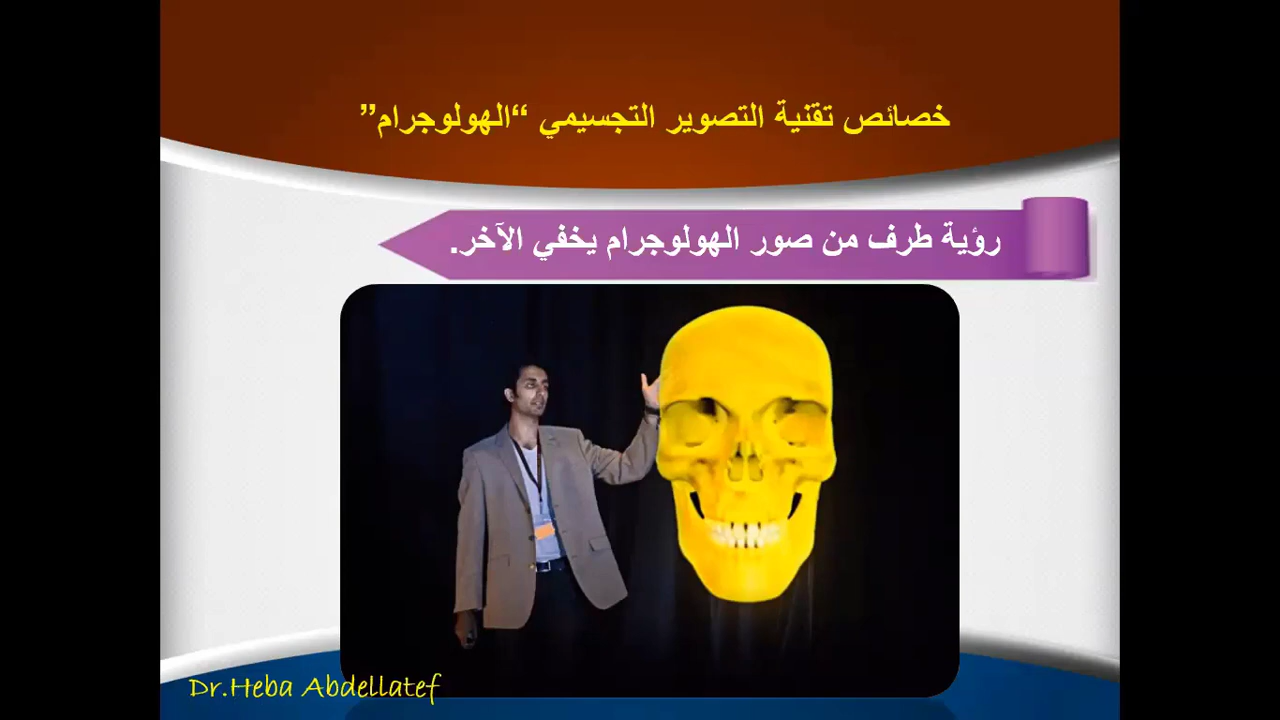 خصائص تقنية التصوير التجسيمي “الهولوجرام”
رؤية طرف من صور الهولوجرام يخفي الآخر.
Dr.Heba Abdellatef